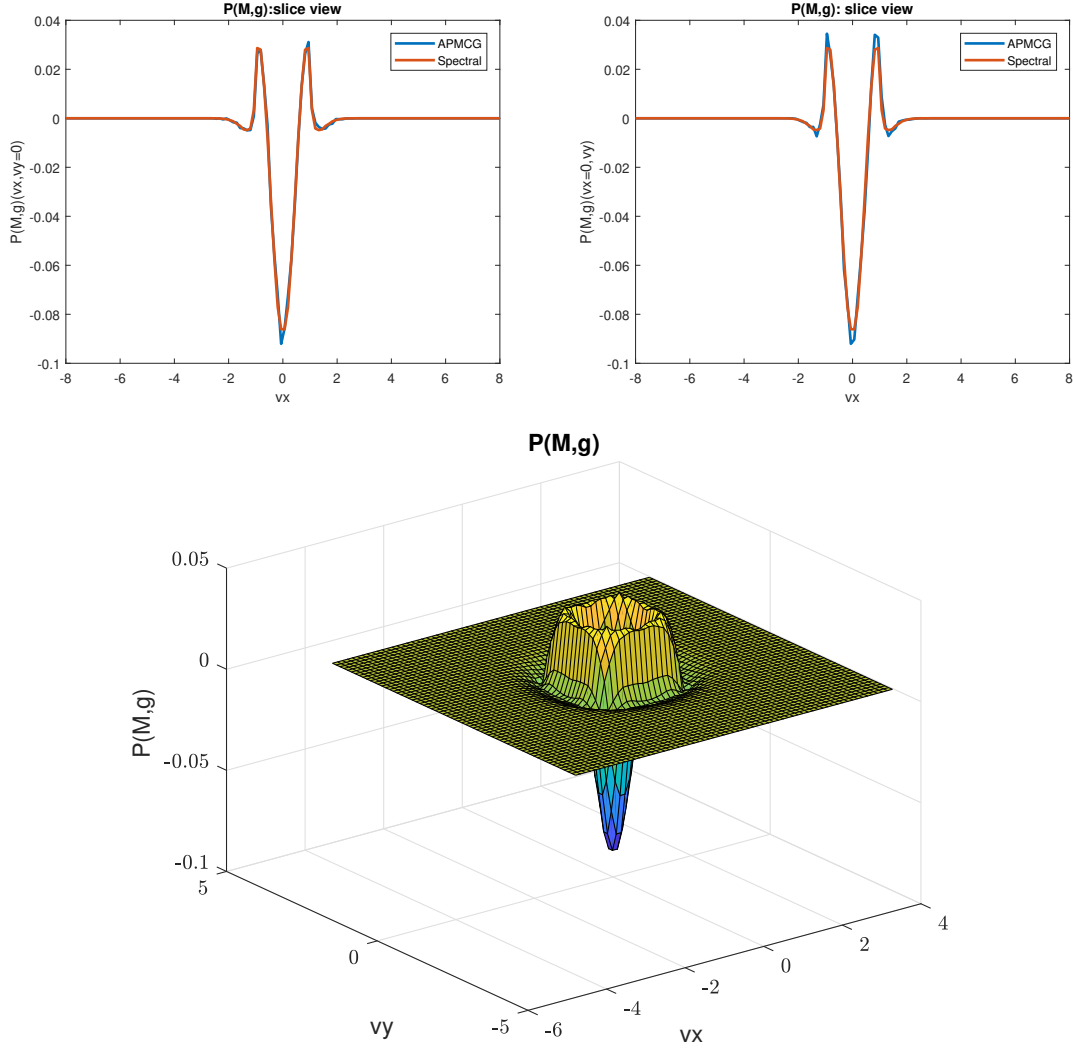 P(M,g):slice view
APMCG
Spectral
P(M,g)(vx,vy=0)
0.04
0.02
0
-0.02
-0.04
-0.06
-0.08
-0.1
-8 -6 -4 -2 0 2 4 6 8
vx
P(M,g): slice view
APMCG
Spectral
P(M,g)(vx=0,vy)
0.04
0.02
0
-0.02
-0.04
-0.06
-0.08
-0.1
-8 -6 -4 -2 0 2 4 6 8
vx
P(M,g)
P(M,g)
0.05
0
-0.05
-0.1
5
0
-5
vy
-6
-4
-2
0
2
4
vx